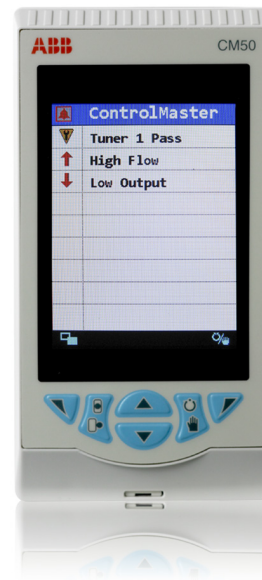 ABB
CM50
ControlMaster
Tuner 1 Pass
High Flow
Low Output